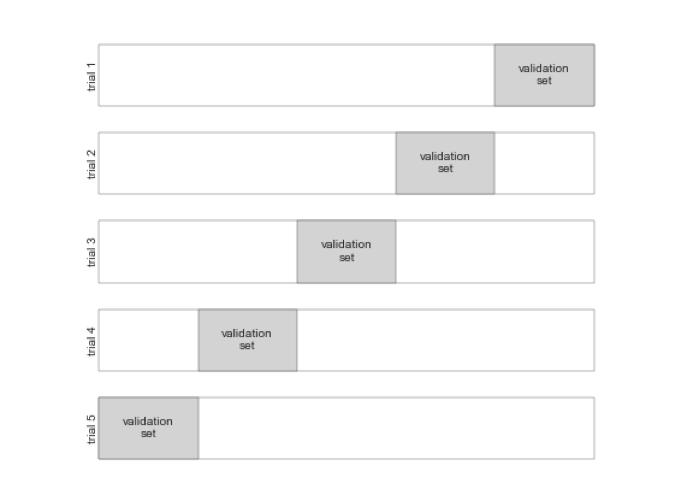 trial 1
validation
set
trial 2
validation
set
trial 3
validation
set
trial 4
validation
set
trial 5
validation
set